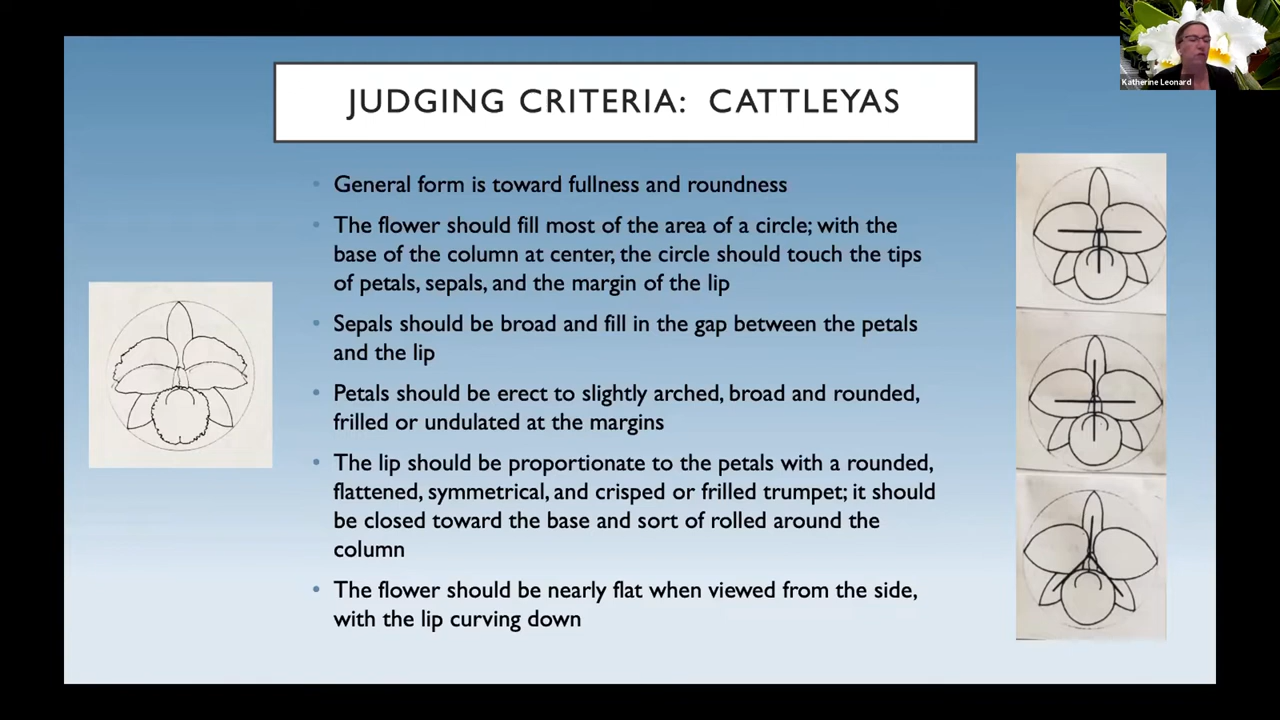 JUDGING CRITERIA: CATTLEYAS
Katherine Leonard
• General form is toward fullness and roundness
• The flower should fill most of the area of a circle; with the
base of the column at center, the circle should touch the tips
of petals, sepals, and the margin of the lip
• Sepals should be broad and fill in the gap between the petals
and the lip
• Petals should be erect to slightly arched, broad and rounded,
frilled or undulated at the margins
• The lip should be proportionate to the petals with a rounded,
flattened, symmetrical, and crisped or frilled trumpet; it should
be closed toward the base and sort of rolled around the
column
• The flower should be nearly flat when viewed from the side,
with the lip curving down